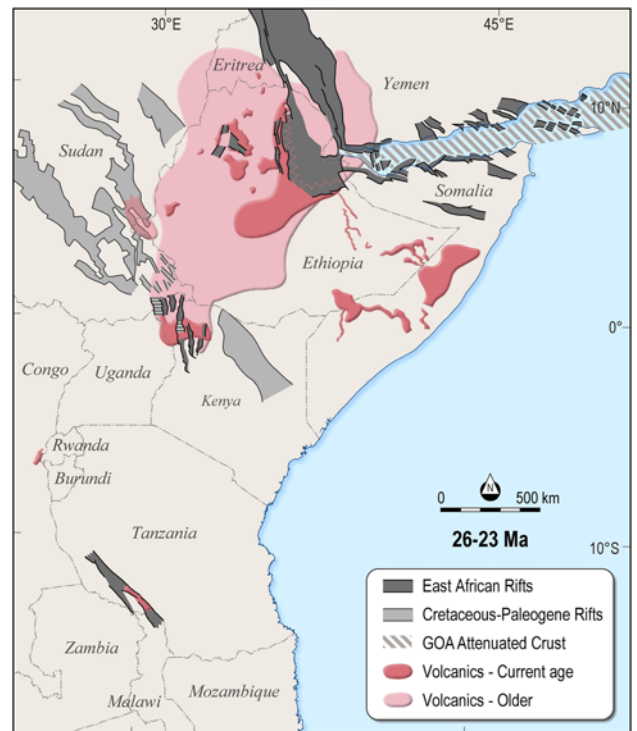 30°E
45°E
Eritrea
Yemen
10°N
Sudan
Somalia
Ethiopia
0°
Congo
Uganda
Kenya
Rwanda
Burundi
N
0 500 km
26-23 Ma
Tanzania
10°S
East African Rifts
Cretaceous-Paleogene Rifts
GOA Attenuated Crust
Volcanics - Current age
Volcanics - Older
Zambia
Malawi
Mozambique